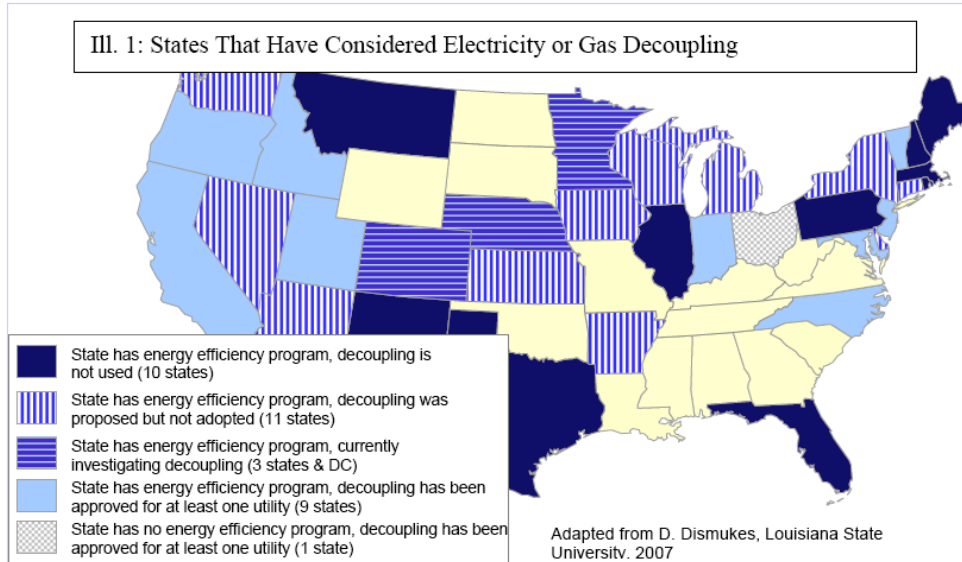 Ill. 1: States That Have Considered Electricity or Gas Decoupling
State has energy efficiency program, decoupling is
not used (10 states)
State has energy efficiency program, decoupling was
proposed but not adopted (11 states)
State has energy efficiency program, currently
investigating decoupling (3 states & DC)
State has energy efficiency program, decoupling has been
approved for at least one utility (9 states)
State has no energy efficiency program, decoupling has been
approved for at least one utility (1 state)
Adapted from D. Dismukes, Louisiana State
University. 2007